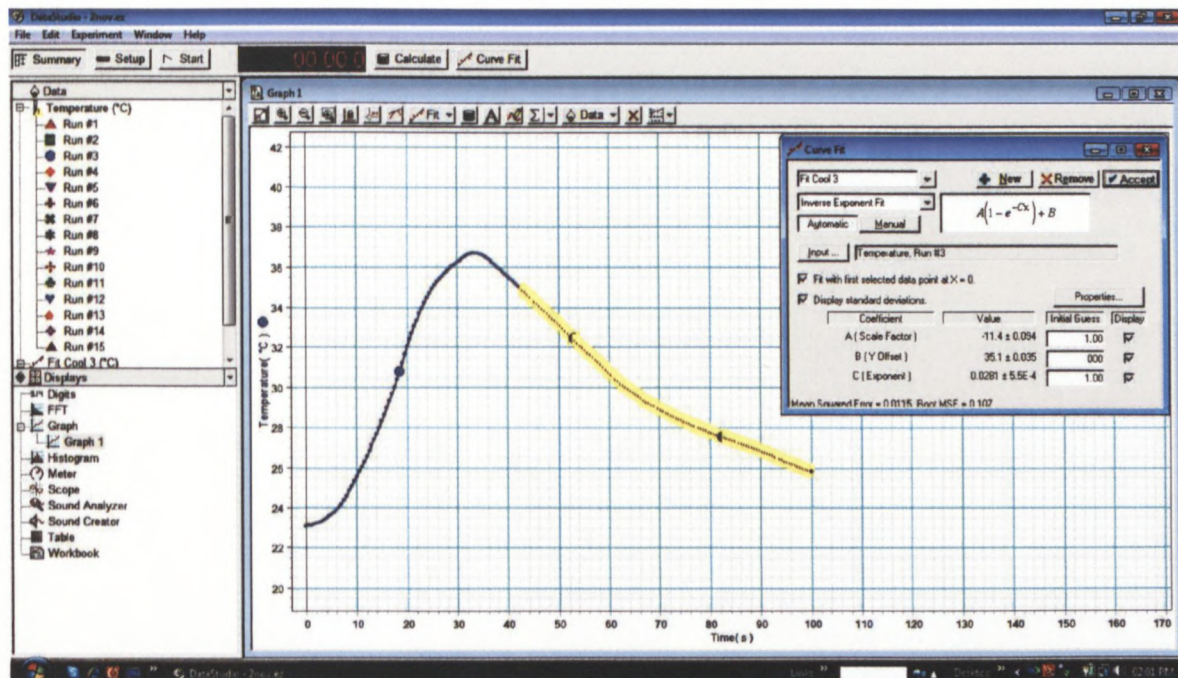 DataStudio - 2nov.ex
File Edit Experiment Window Help
Summary Setup Start Calculate Curve Fit
Data
Temperature (°C)
Run #1
Run #2
Run #3
Run #4
Run #5
Run #6
Run #7
Run #8
Run #9
Run #10
Run #11
Run #12
Run #13
Run #14
Run #15
Fit Cool 3 (°C)
Displays
Digits
FFT
Graph
Graph 1
Histogram
Meter
Scope
Sound Analyzer
Sound Creator
Table
Workbook
Graph 1
Fit A Σ Data
42
40
38
36
34
32
30
28
26
24
22
20
Temperature( °C )
0 10 20 30 40 50 60 70 80 90 100 110 120 130 140 150 160 170
Time( s )
Curve Fit
Fit Cool 3 New Remove Accept
Inverse Exponent Fit
A(1 - e^-Cx) + B
Automatic Manual
Input ... Temperature, Run #3
Fit with first selected data point at X = 0.
Display standard deviations. Properties...
Coefficient Value Initial Guess Display
A ( Scale Factor ) -11.4 ± 0.094 1.00
B ( Y Offset ) 35.1 ± 0.035 000
C ( Exponent ) 0.0281 ± 5.5E-4 1.00
Mean Squared Error = 0.0115, Root MSE = 0.107
DataStudio - 2nov.ex
02:01 PM